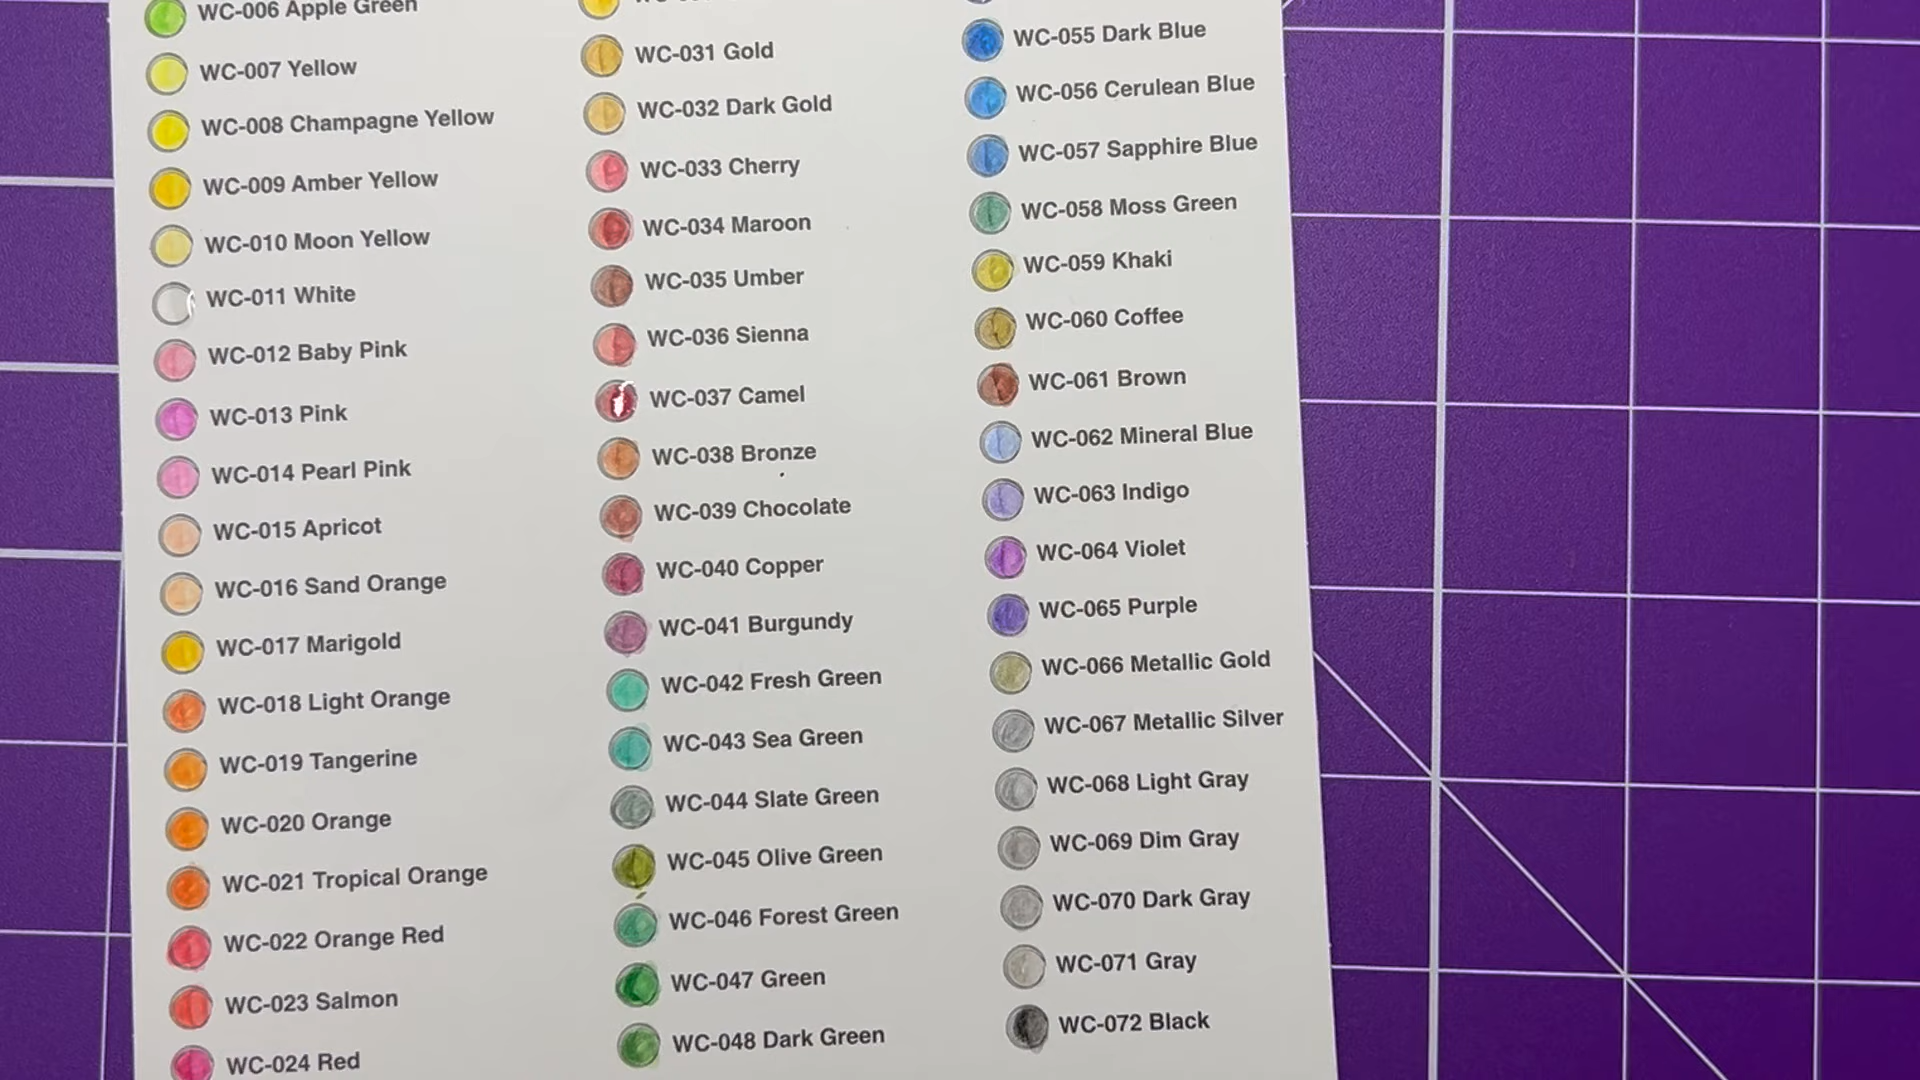 WC-006 Apple Green
WC-007 Yellow
WC-008 Champagne Yellow
WC-009 Amber Yellow
WC-010 Moon Yellow
WC-011 White
WC-012 Baby Pink
WC-013 Pink
WC-014 Pearl Pink
WC-015 Apricot
WC-016 Sand Orange
WC-017 Marigold
WC-018 Light Orange
WC-019 Tangerine
WC-020 Orange
WC-021 Tropical Orange
WC-022 Orange Red
WC-023 Salmon
WC-024 Red
WC-031 Gold
WC-032 Dark Gold
WC-033 Cherry
WC-034 Maroon
WC-035 Umber
WC-036 Sienna
WC-037 Camel
WC-038 Bronze
WC-039 Chocolate
WC-040 Copper
WC-041 Burgundy
WC-042 Fresh Green
WC-043 Sea Green
WC-044 Slate Green
WC-045 Olive Green
WC-046 Forest Green
WC-047 Green
WC-048 Dark Green
WC-055 Dark Blue
WC-056 Cerulean Blue
WC-057 Sapphire Blue
WC-058 Moss Green
WC-059 Khaki
WC-060 Coffee
WC-061 Brown
WC-062 Mineral Blue
WC-063 Indigo
WC-064 Violet
WC-065 Purple
WC-066 Metallic Gold
WC-067 Metallic Silver
WC-068 Light Gray
WC-069 Dim Gray
WC-070 Dark Gray
WC-071 Gray
WC-072 Black